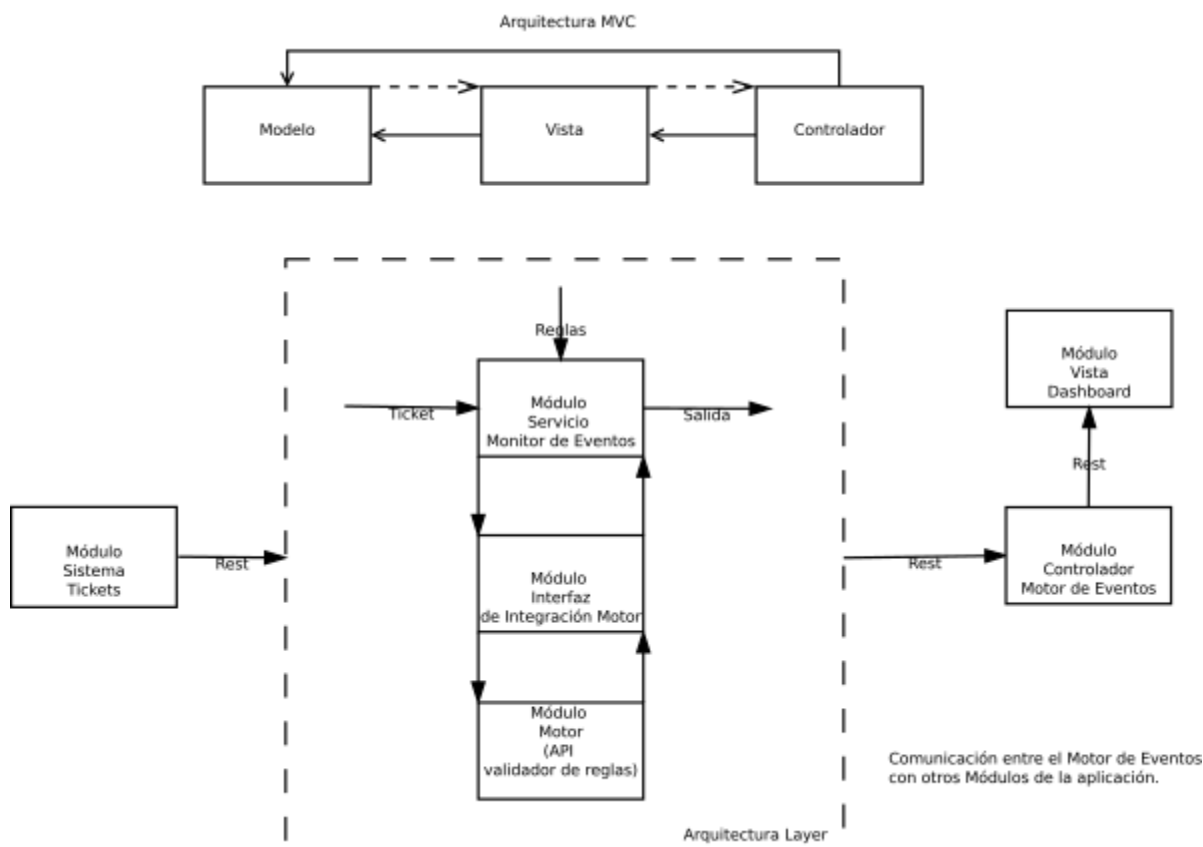 Arquitectura MVC
Modelo
Vista
Controlador
Reglas
Ticket
Módulo
Servicio
Monitor de Eventos
Salida
Módulo
Vista
Dashboard
Rest
Módulo
Sistema
Tickets
Rest
Módulo
Interfaz
de Integración Motor
Rest
Módulo
Controlador
Motor de Eventos
Módulo
Motor
(API
validador de reglas)
Comunicación entre el Motor de Eventos
con otros Módulos de la aplicación.
Arquitectura Layer